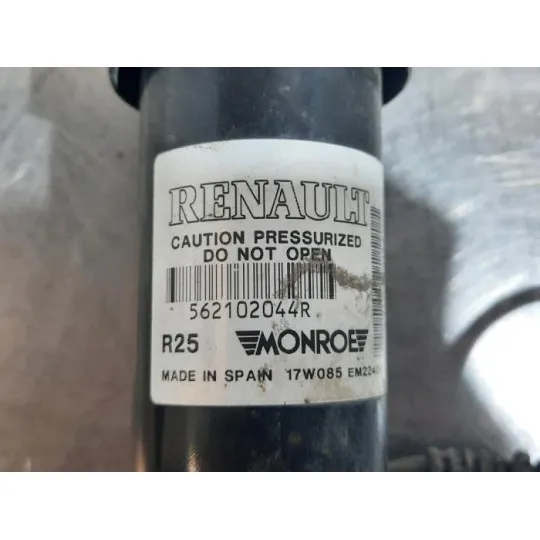 RENAULT
CAUTION PRESSURIZED
DO NOT OPEN
562102044R
R25 MONROE
MADE IN SPAIN 17W085